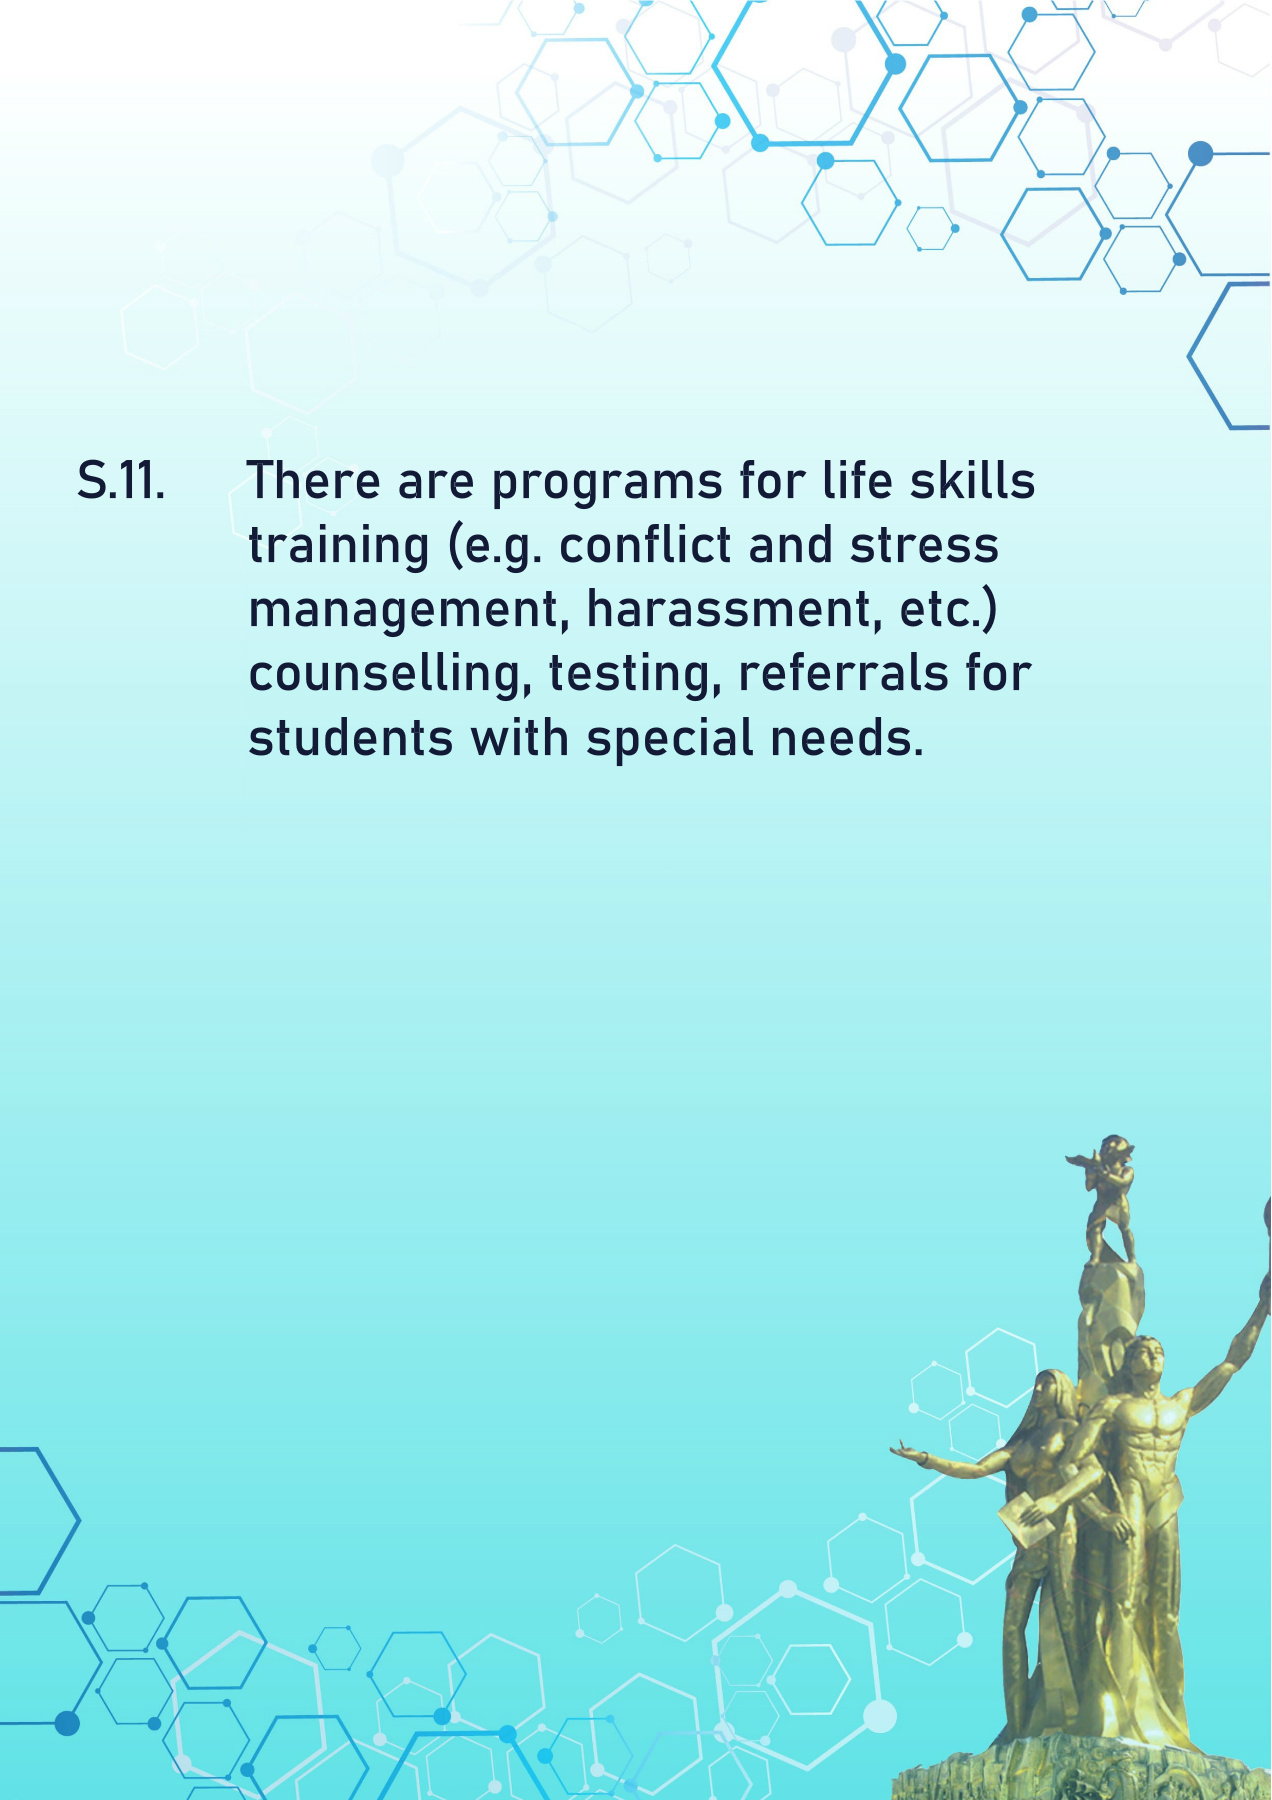 S.11. There are programs for life skills
training (e.g. conflict and stress
management, harassment, etc.)
counselling, testing, referrals for
students with special needs.